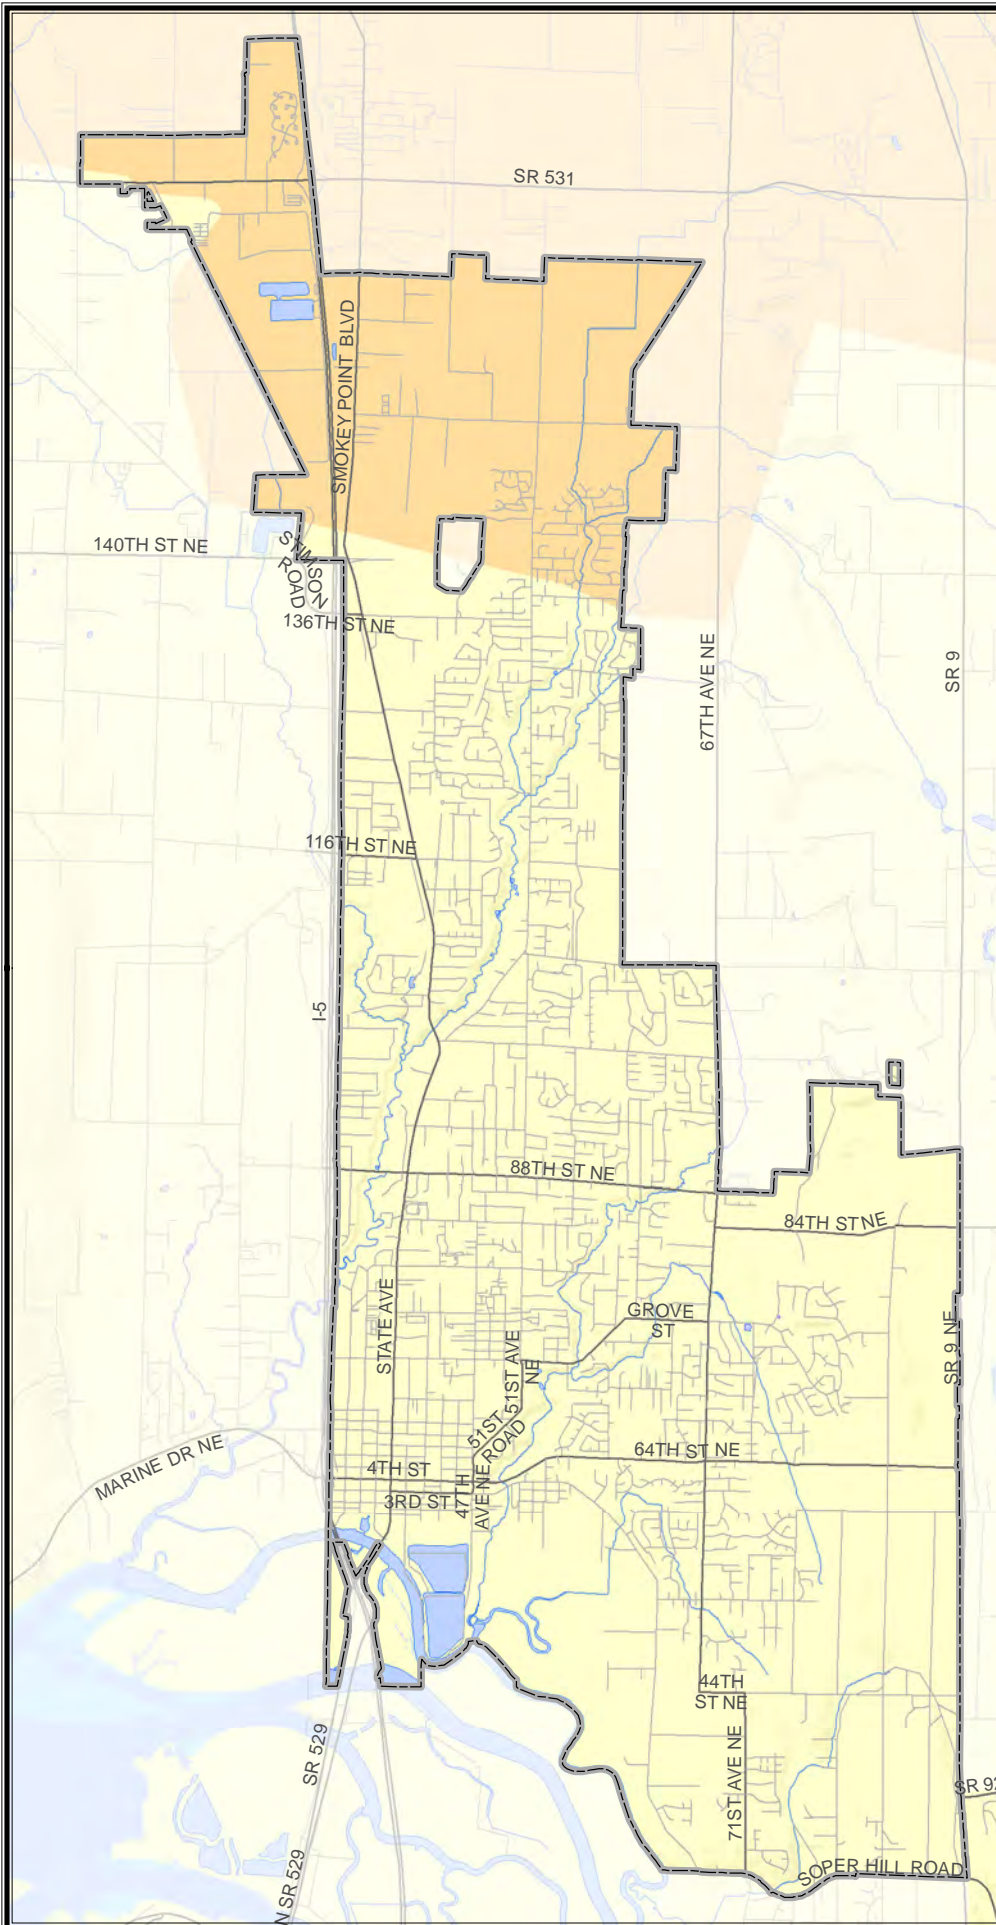 SR 531
SMOKEY POINT BLVD
140TH ST NE
STIMSON
ROAD
136TH ST NE
67TH AVE NE
SR 9
116TH ST NE
I-5
88TH ST NE
84TH ST NE
STATE AVE
GROVE
ST
51ST AVE
NE
SR 9 NE
51ST
ROAD
64TH ST NE
MARINE DR NE
4TH ST
3RD ST
47TH
AVE NE
44TH
ST NE
SR 529
71ST AVE NE
SR 92
SOPER HILL ROAD
N SR 529